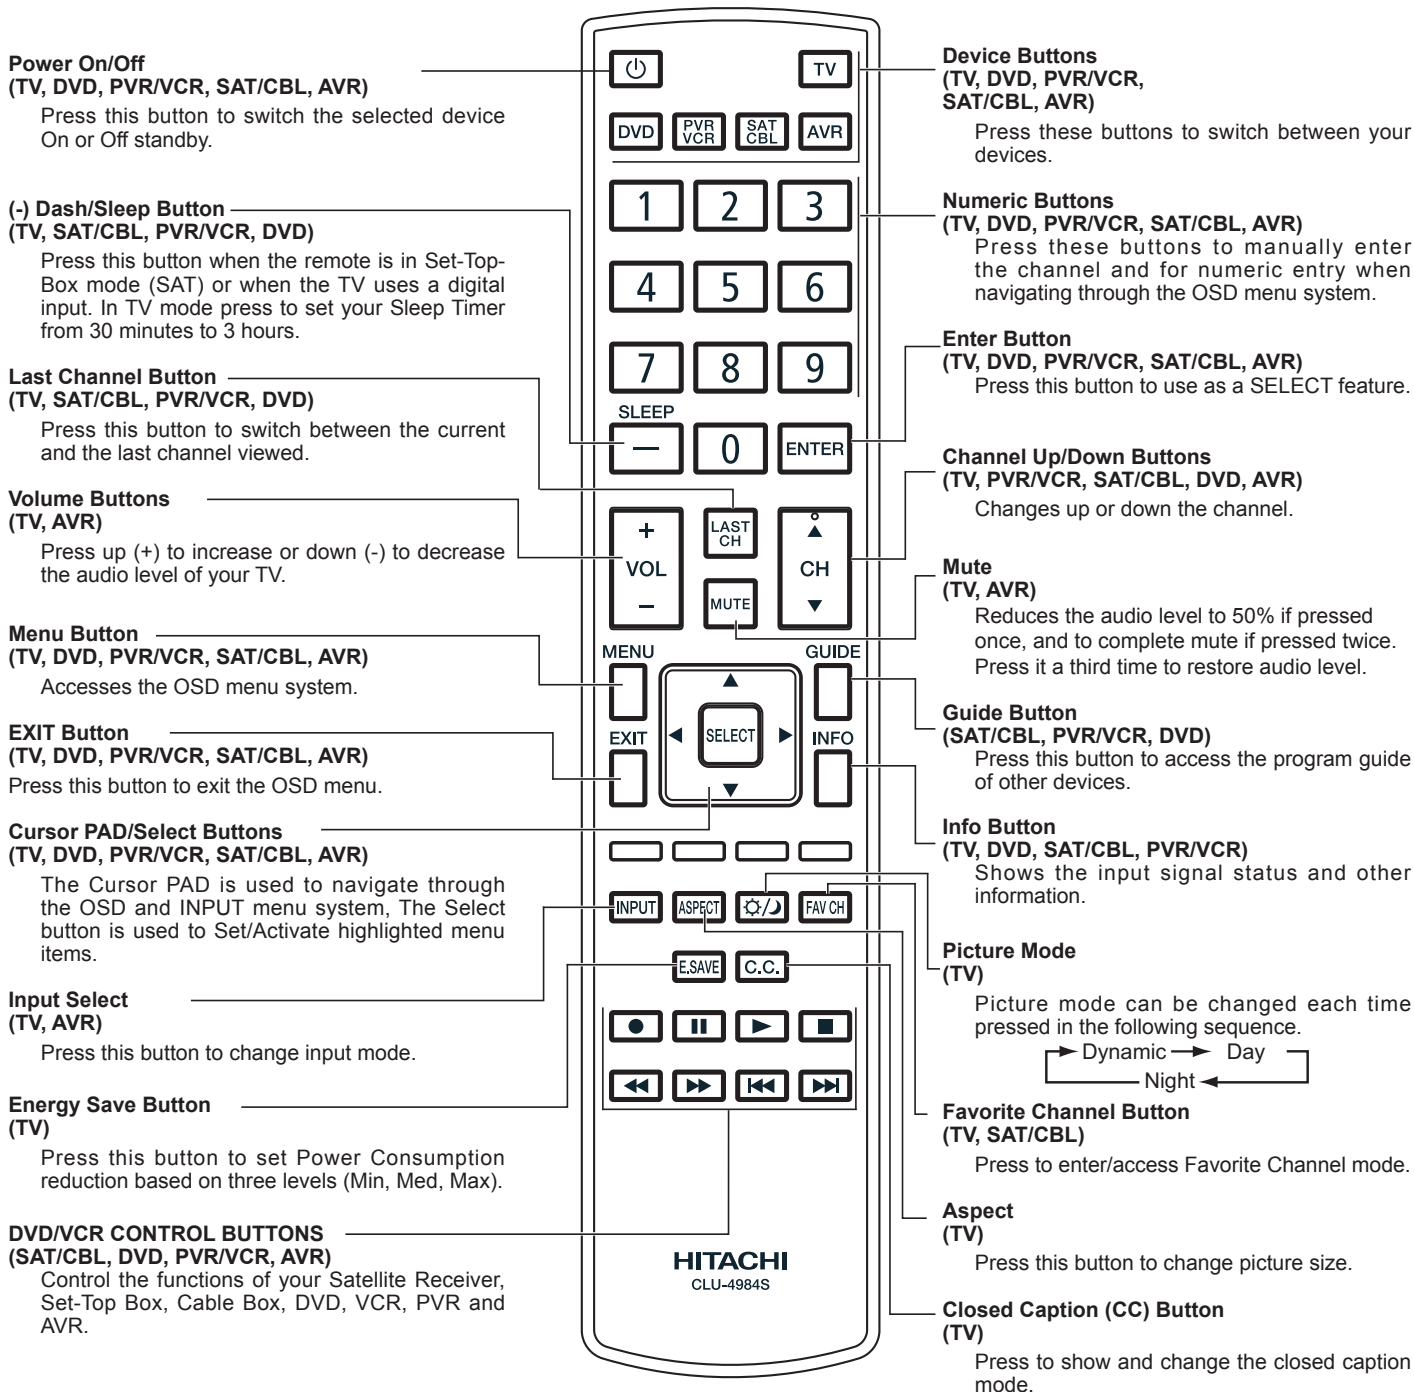 Power On/Off
(TV, DVD, PVR/VCR, SAT/CBL, AVR)
Press this button to switch the selected device
On or Off standby.
(-) Dash/Sleep Button
(TV, SAT/CBL, PVR/VCR, DVD)
Press this button when the remote is in Set-Top-
Box mode (SAT) or when the TV uses a digital
input. In TV mode press to set your Sleep Timer
from 30 minutes to 3 hours.
Last Channel Button
(TV, SAT/CBL, PVR/VCR, DVD)
Press this button to switch between the current
and the last channel viewed.
Volume Buttons
(TV, AVR)
Press up (+) to increase or down (-) to decrease
the audio level of your TV.
Menu Button
(TV, DVD, PVR/VCR, SAT/CBL, AVR)
Accesses the OSD menu system.
EXIT Button
(TV, DVD, PVR/VCR, SAT/CBL, AVR)
Press this button to exit the OSD menu.
Cursor PAD/Select Buttons
(TV, DVD, PVR/VCR, SAT/CBL, AVR)
The Cursor PAD is used to navigate through
the OSD and INPUT menu system, The Select
button is used to Set/Activate highlighted menu
items.
Input Select
(TV, AVR)
Press this button to change input mode.
Energy Save Button
(TV)
Press this button to set Power Consumption
reduction based on three levels (Min, Med, Max).
DVD/VCR CONTROL BUTTONS
(SAT/CBL, DVD, PVR/VCR, AVR)
Control the functions of your Satellite Receiver,
Set-Top Box, Cable Box, DVD, VCR, PVR and
AVR.
TV
DVD PVR VCR SAT CBL AVR
1 2 3
4 5 6
7 8 9
SLEEP
— 0 ENTER
+ LAST CH
VOL CH
– MUTE
MENU GUIDE
SELECT
EXIT INFO
INPUT ASPECT / FAV CH
E.SAVE C.C.
HITACHI
CLU-4984S
Device Buttons
(TV, DVD, PVR/VCR,
SAT/CBL, AVR)
Press these buttons to switch between your
devices.
Numeric Buttons
(TV, DVD, PVR/VCR, SAT/CBL, AVR)
Press these buttons to manually enter
the channel and for numeric entry when
navigating through the OSD menu system.
Enter Button
(TV, DVD, PVR/VCR, SAT/CBL, AVR)
Press this button to use as a SELECT feature.
Channel Up/Down Buttons
(TV, PVR/VCR, SAT/CBL, DVD, AVR)
Changes up or down the channel.
Mute
(TV, AVR)
Reduces the audio level to 50% if pressed
once, and to complete mute if pressed twice.
Press it a third time to restore audio level.
Guide Button
(SAT/CBL, PVR/VCR, DVD)
Press this button to access the program guide
of other devices.
Info Button
(TV, DVD, SAT/CBL, PVR/VCR)
Shows the input signal status and other
information.
Picture Mode
(TV)
Picture mode can be changed each time
pressed in the following sequence.
Dynamic Day
Night
Favorite Channel Button
(TV, SAT/CBL)
Press to enter/access Favorite Channel mode.
Aspect
(TV)
Press this button to change picture size.
Closed Caption (CC) Button
(TV)
Press to show and change the closed caption
mode.